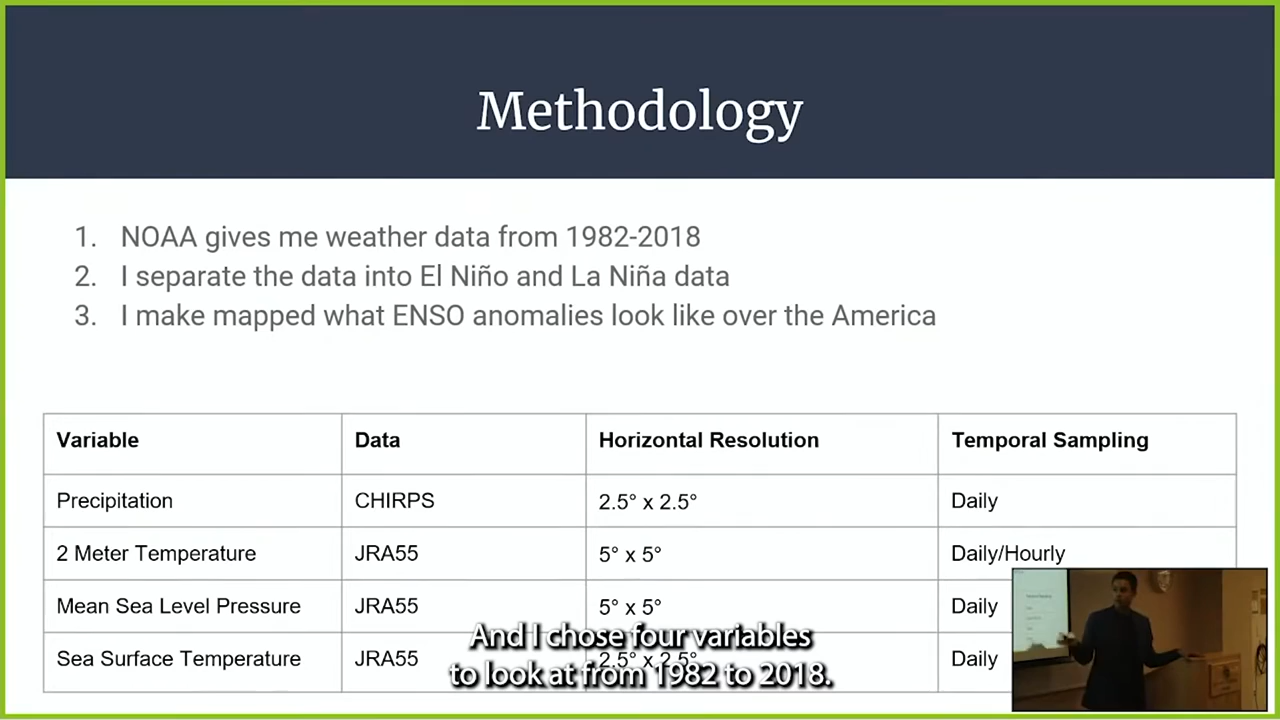 Methodology
1. NOAA gives me weather data from 1982-2018
2. I separate the data into El Niño and La Niña data
3. I make mapped what ENSO anomalies look like over the America
Variable Data Horizontal Resolution Temporal Sampling
Precipitation CHIRPS 2.5° x 2.5° Daily
2 Meter Temperature JRA55 5° x 5° Daily/Hourly
Mean Sea Level Pressure JRA55 5° x 5° Daily
Sea Surface Temperature JRA55 2.5° x 2.5° Daily
And I chose four variables
to look at from 1982 to 2018.